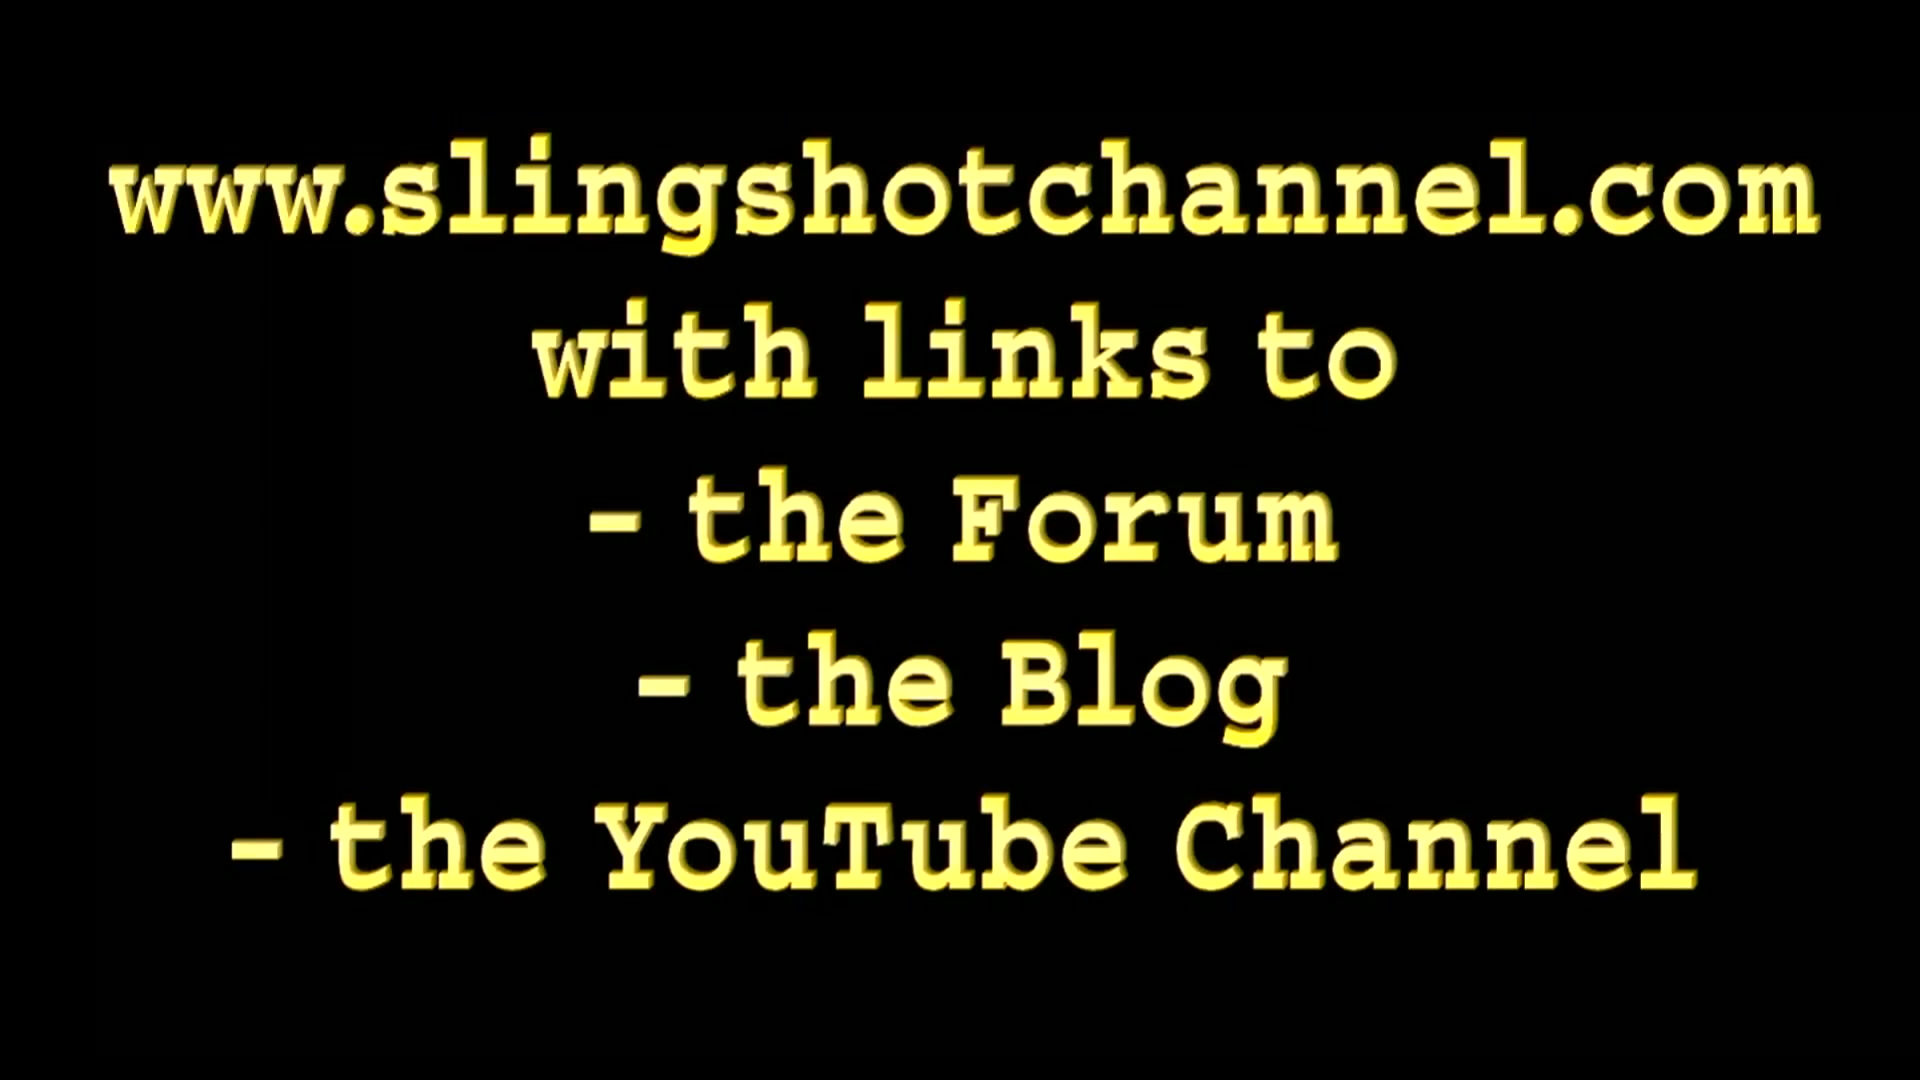 www.slingshotchannel.com
with links to
- the Forum
- the Blog
- the YouTube Channel